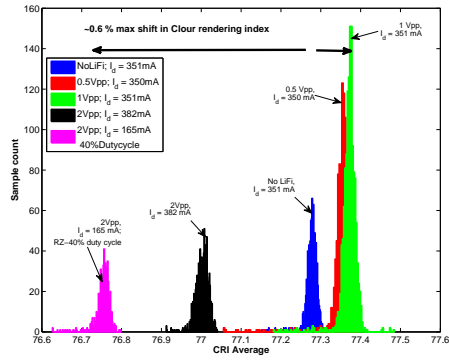 ~0.6 % max shift in Clour rendering index
1 Vpp;
I_d = 351 mA
NoLiFi; I_d = 351mA
0.5Vpp; I_d = 350mA
1Vpp; I_d = 351mA
2Vpp; I_d = 382mA
2Vpp; I_d = 165mA
40%Dutycycle
0.5 Vpp,
I_d = 350 mA
No LiFi,
I_d =351 mA
2Vpp;
I_d = 382 mA
2Vpp,
I_d = 165 mA;
RZ−40% duty cycle
Sample count
160
140
120
100
80
60
40
20
0
76.6 76.7 76.8 76.9 77 77.1 77.2 77.3 77.4 77.5 77.6
CRI Average